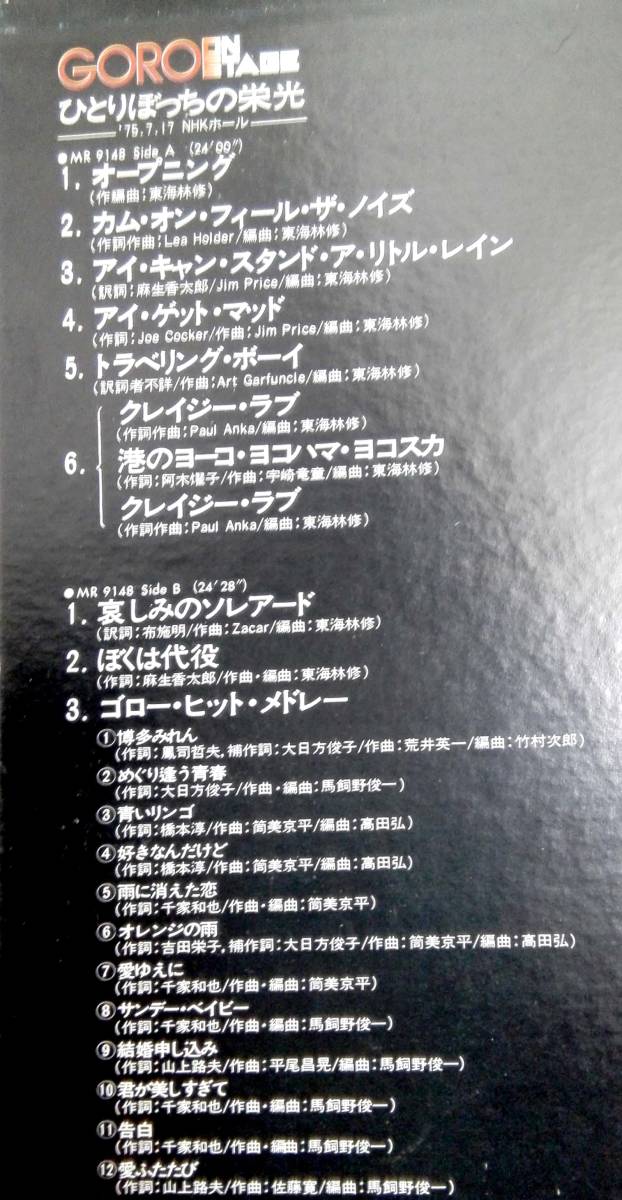 GORO ON STAGE
ひとりぼっちの栄光
'75.7.17 NHKホール
●MR 9148 Side A (24'00")
1. オープニング
(作編曲;東海林修)
2. カム・オン・フィール・ザ・ノイズ
(作詞作曲;Lea Holder/編曲;東海林修)
3. アイ・キャン・スタンド・ア・リトル・レイン
(訳詞;麻生香太郎/Jim Price/編曲;東海林修)
4. アイ・ゲット・マッド
(作詞;Joe Cocker/作曲;Jim Price/編曲;東海林修)
5. トラベリング・ボーイ
(訳詞者不詳/作曲;Art Garfuncle/編曲;東海林修)
クレイジー・ラブ
(作詞作曲;Paul Anka/編曲;東海林修)
6. 港のヨーコ・ヨコハマ・ヨコスカ
(作詞;阿木燿子/作曲;宇崎竜童/編曲;東海林修)
クレイジー・ラブ
(作詞作曲;Paul Anka/編曲;東海林修)
●MR 9148 Side B (24'28")
1. 哀しみのソレアード
(訳詞;布施明/作曲;Zacar/編曲;東海林修)
2. ぼくは代役
(作詞;麻生香太郎/作曲・編曲;東海林修)
3. ゴロー・ヒット・メドレー
①博多みれん
(作詞;鳳司哲夫,補作詞;大日方俊子/作曲;荒井英一/編曲;竹村次郎)
②めぐり逢う青春
(作詞;大日方俊子/作曲・編曲;馬飼野俊一)
③青いリンゴ
(作詞;橋本淳/作曲;筒美京平/編曲;高田弘)
④好きなんだけど
(作詞;橋本淳/作曲;筒美京平/編曲;高田弘)
⑤雨に消えた恋
(作詞;千家和也/作曲・編曲;筒美京平)
⑥オレンジの雨
(作詞;吉田栄子,補作詞;大日方俊子/作曲;筒美京平/編曲;高田弘)
⑦愛ゆえに
(作詞;千家和也/作曲・編曲;筒美京平)
⑧サンデー・ベイビー
(作詞;千家和也/作曲・編曲;馬飼野俊一)
⑨結婚申し込み
(作詞;山上路夫/作曲;平尾昌晃/編曲;馬飼野俊一)
⑩君が美しすぎて
(作詞;千家和也/作曲・編曲;馬飼野俊一)
⑪告白
(作詞;千家和也/作曲・編曲;馬飼野俊一)
⑫愛ふたたび
(作詞;山上路夫/作曲;佐藤寛/編曲;馬飼野俊一)